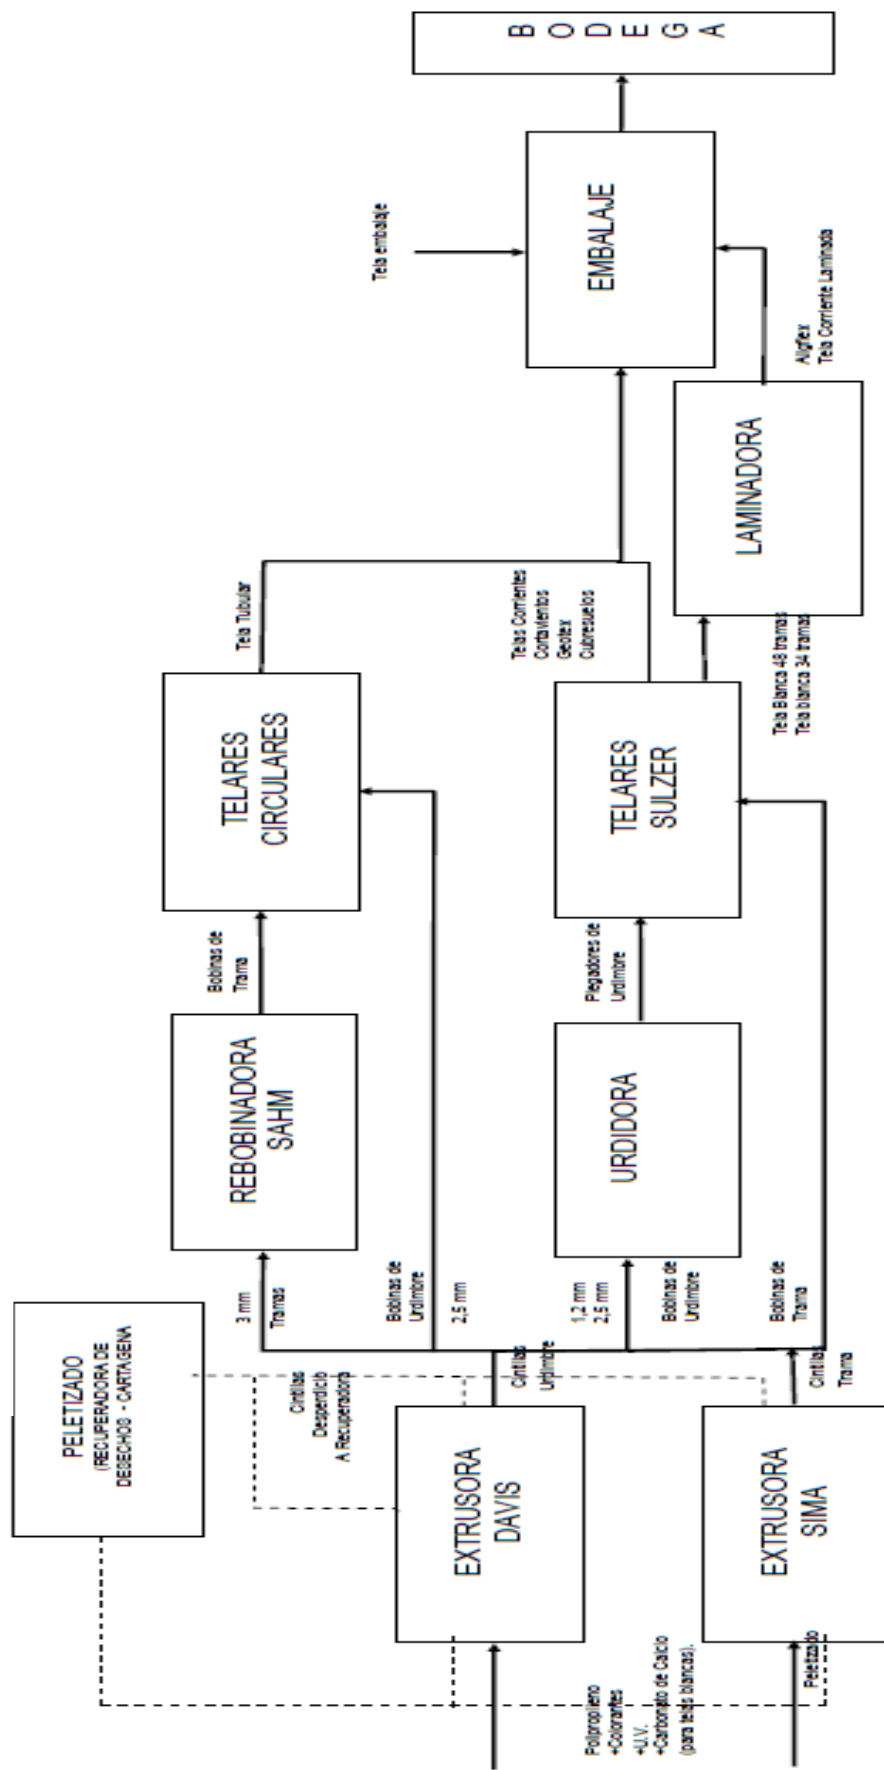 PELETIZADO
(RECUPERADORA DE
DESECHOS - CARTAGENA
Polipropileno
+Colorantes
+U.V.
+Carbonato de Calcio
(para telas blancas).
Peletizado
EXTRUSORA
DAVIS
EXTRUSORA
SIMA
Cintillas
Desperdicio
A Recuperadora
Cintillas
Urdimbre
Cintillas
Trama
3 mm
Tramas
Bobinas de
Urdimbre
2,5 mm
1,2 mm
2,5 mm
Bobinas de
Urdimbre
Bobinas de
Trama
REBOBINADORA
SAHM
URDIDORA
Bobinas de
Trama
Plegadores de
Urdimbre
TELARES
CIRCULARES
TELARES
SULZER
Tela Tubular
Telas Corrientes
Cortavientos
Geotex
Cubresuelos
Tela Blanca 48 tramas
Tela blanca 34 tramas
LAMINADORA
Aligflex
Tela Corriente Laminada
Tela embalaje
EMBALAJE
BODEGA